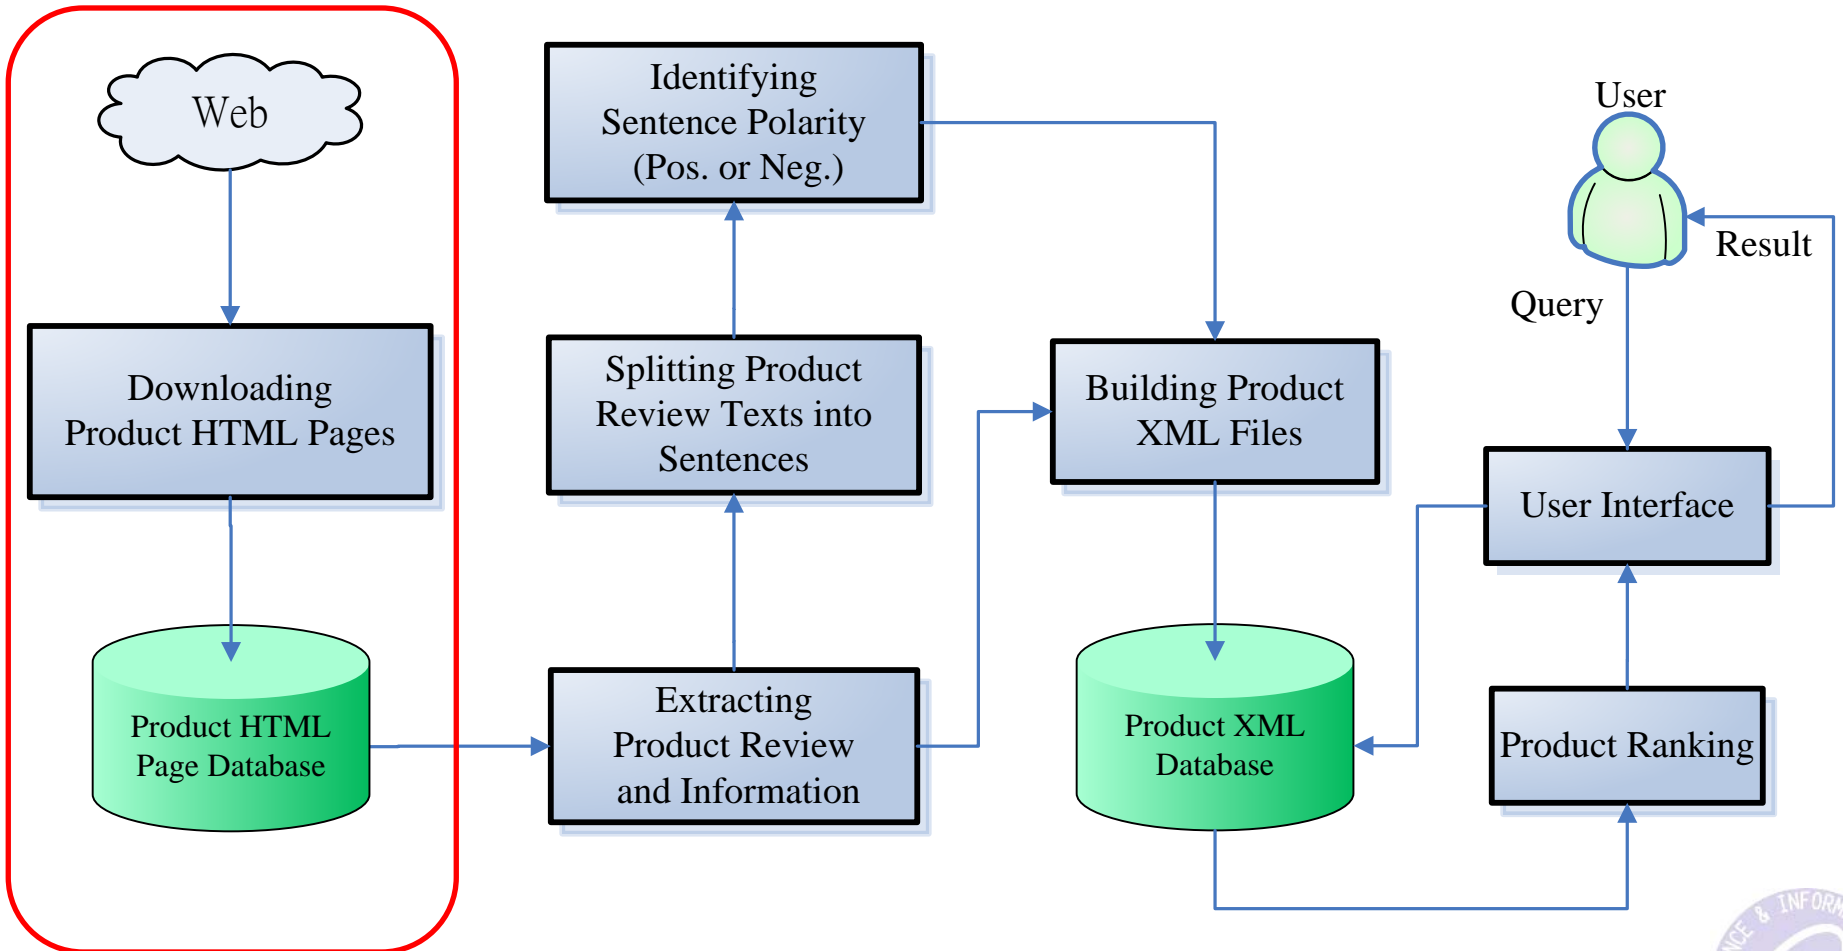 Web
Downloading
Product HTML Pages
Product HTML
Page Database
Identifying
Sentence Polarity
(Pos. or Neg.)
Splitting Product
Review Texts into
Sentences
Extracting
Product Review
and Information
Building Product
XML Files
Product XML
Database
User
Result
Query
User Interface
Product Ranking
&